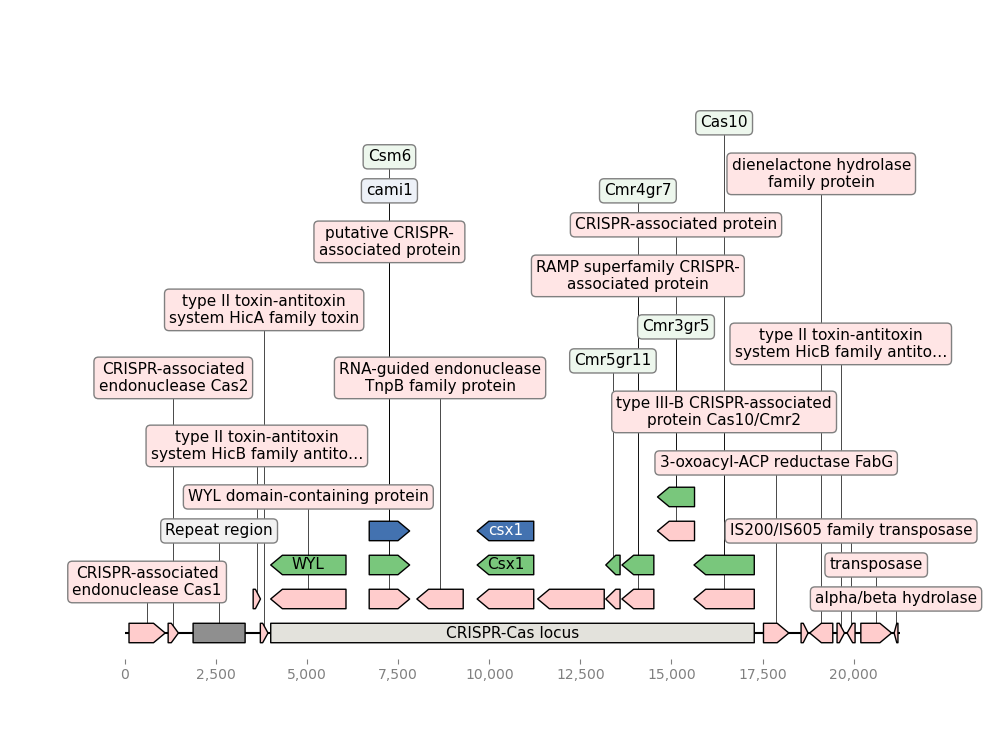 Cas10
Csm6
dienelactone hydrolase
family protein
cami1
Cmr4gr7
CRISPR-associated protein
putative CRISPR-
associated protein
RAMP superfamily CRISPR-
associated protein
type II toxin-antitoxin
system HicA family toxin
Cmr3gr5
type II toxin-antitoxin
system HicB family antito…
Cmr5gr11
CRISPR-associated
endonuclease Cas2
RNA-guided endonuclease
TnpB family protein
type III-B CRISPR-associated
protein Cas10/Cmr2
type II toxin-antitoxin
system HicB family antito…
3-oxoacyl-ACP reductase FabG
WYL domain-containing protein
Repeat region
csx1
IS200/IS605 family transposase
CRISPR-associated
endonuclease Cas1
WYL
Csx1
transposase
alpha/beta hydrolase
CRISPR-Cas locus
0
2,500
5,000
7,500
10,000
12,500
15,000
17,500
20,000